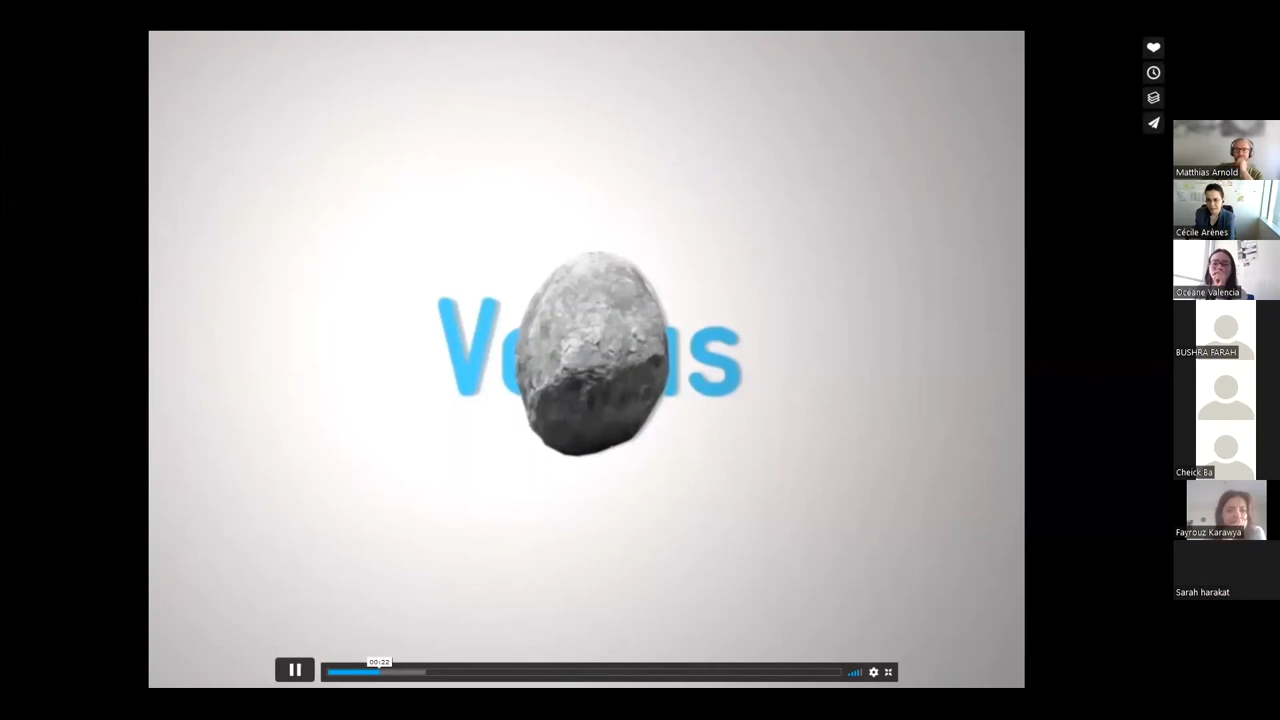 Matthias Arnold
Cécile Arènes
Océane Valencia
BUSHRA FARAH
Cheick Ba
Fayrouz Karawya
Sarah harakat
00:22